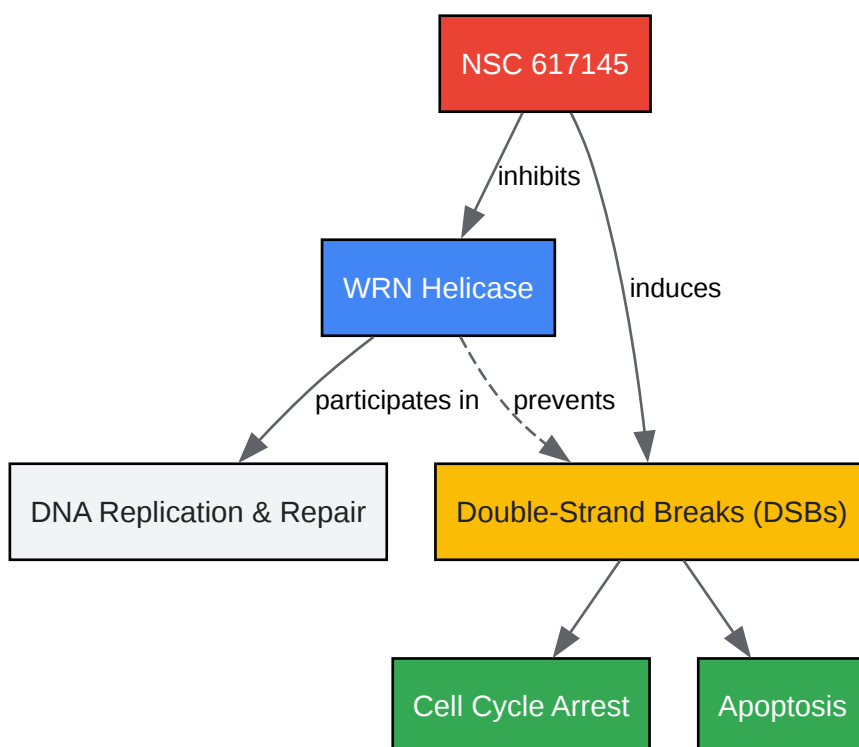 NSC 617145
inhibits
WRN Helicase
induces
participates in
prevents
DNA Replication & Repair
Double-Strand Breaks (DSBs)
Cell Cycle Arrest
Apoptosis